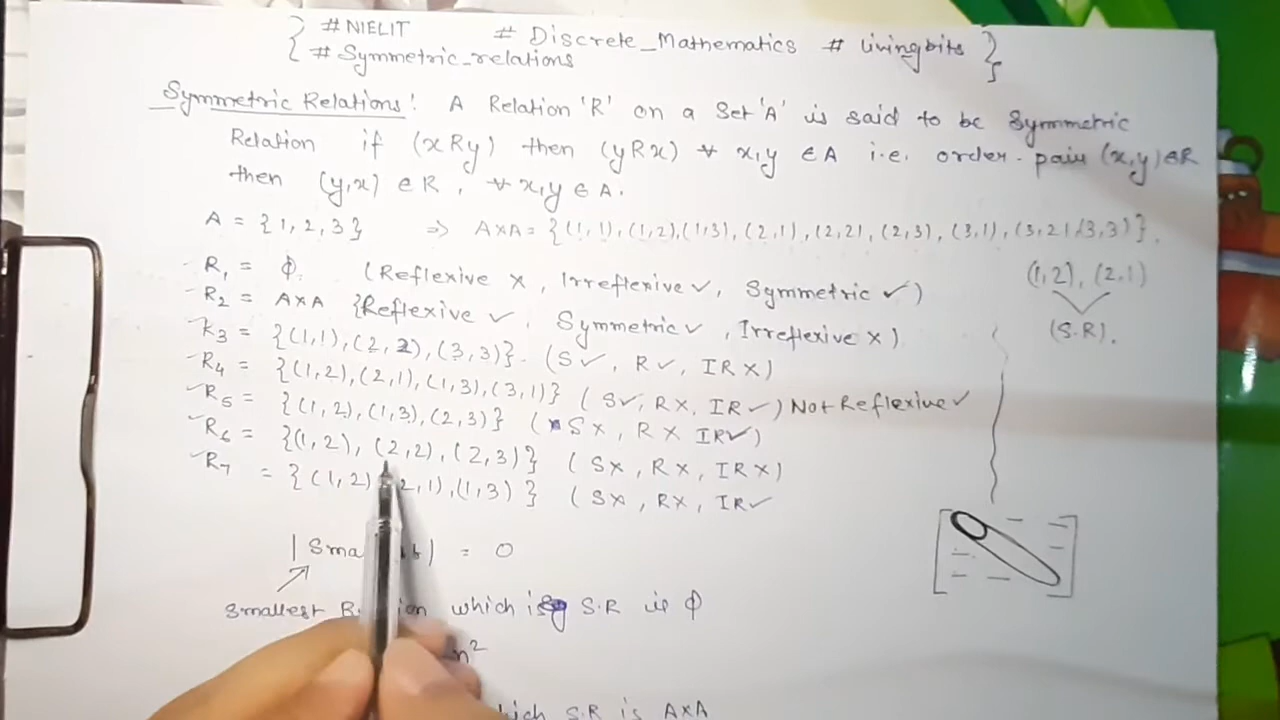 { #NIELIT # Discrete_Mathematics # livingbits }
# Symmetric_relations
Symmetric Relations: A Relation 'R' on a Set 'A' is said to be Symmetric
Relation if (xRy) then (yRx) ∀ x,y ∈A i.e. order-pair (x,y)∈R
then (y,x) ∈ R, ∀ x,y ∈ A.
A = {1,2,3} ⇒ A×A = {(1,1),(1,2),(1,3),(2,1),(2,2),(2,3),(3,1),(3,2),(3,3)}.
R₁ = φ. (Reflexive ×, Irreflexive ✓, Symmetric ✓)
R₂ = A×A {Reflexive ✓, Symmetric ✓, Irreflexive ×)
R₃ = {(1,1),(2,2),(3,3)}. (S✓, R✓, IR×)
R₄ = {(1,2),(2,1),(1,3),(3,1)} (S✓, R×, IR✓) Not Reflexive ✓
R₅ = {(1,2),(1,3),(2,3)} (S×, R× IR✓)
R₆ = {(1,2), (2,2), (2,3)} (S×, R×, IR×)
R₇ = {(1,2) 2,1),(1,3)} (S×, R×, IR✓
(1,2), (2,1)
(S.R).
= 0
Smallest which is S.R is φ
n²
S.R is A×A